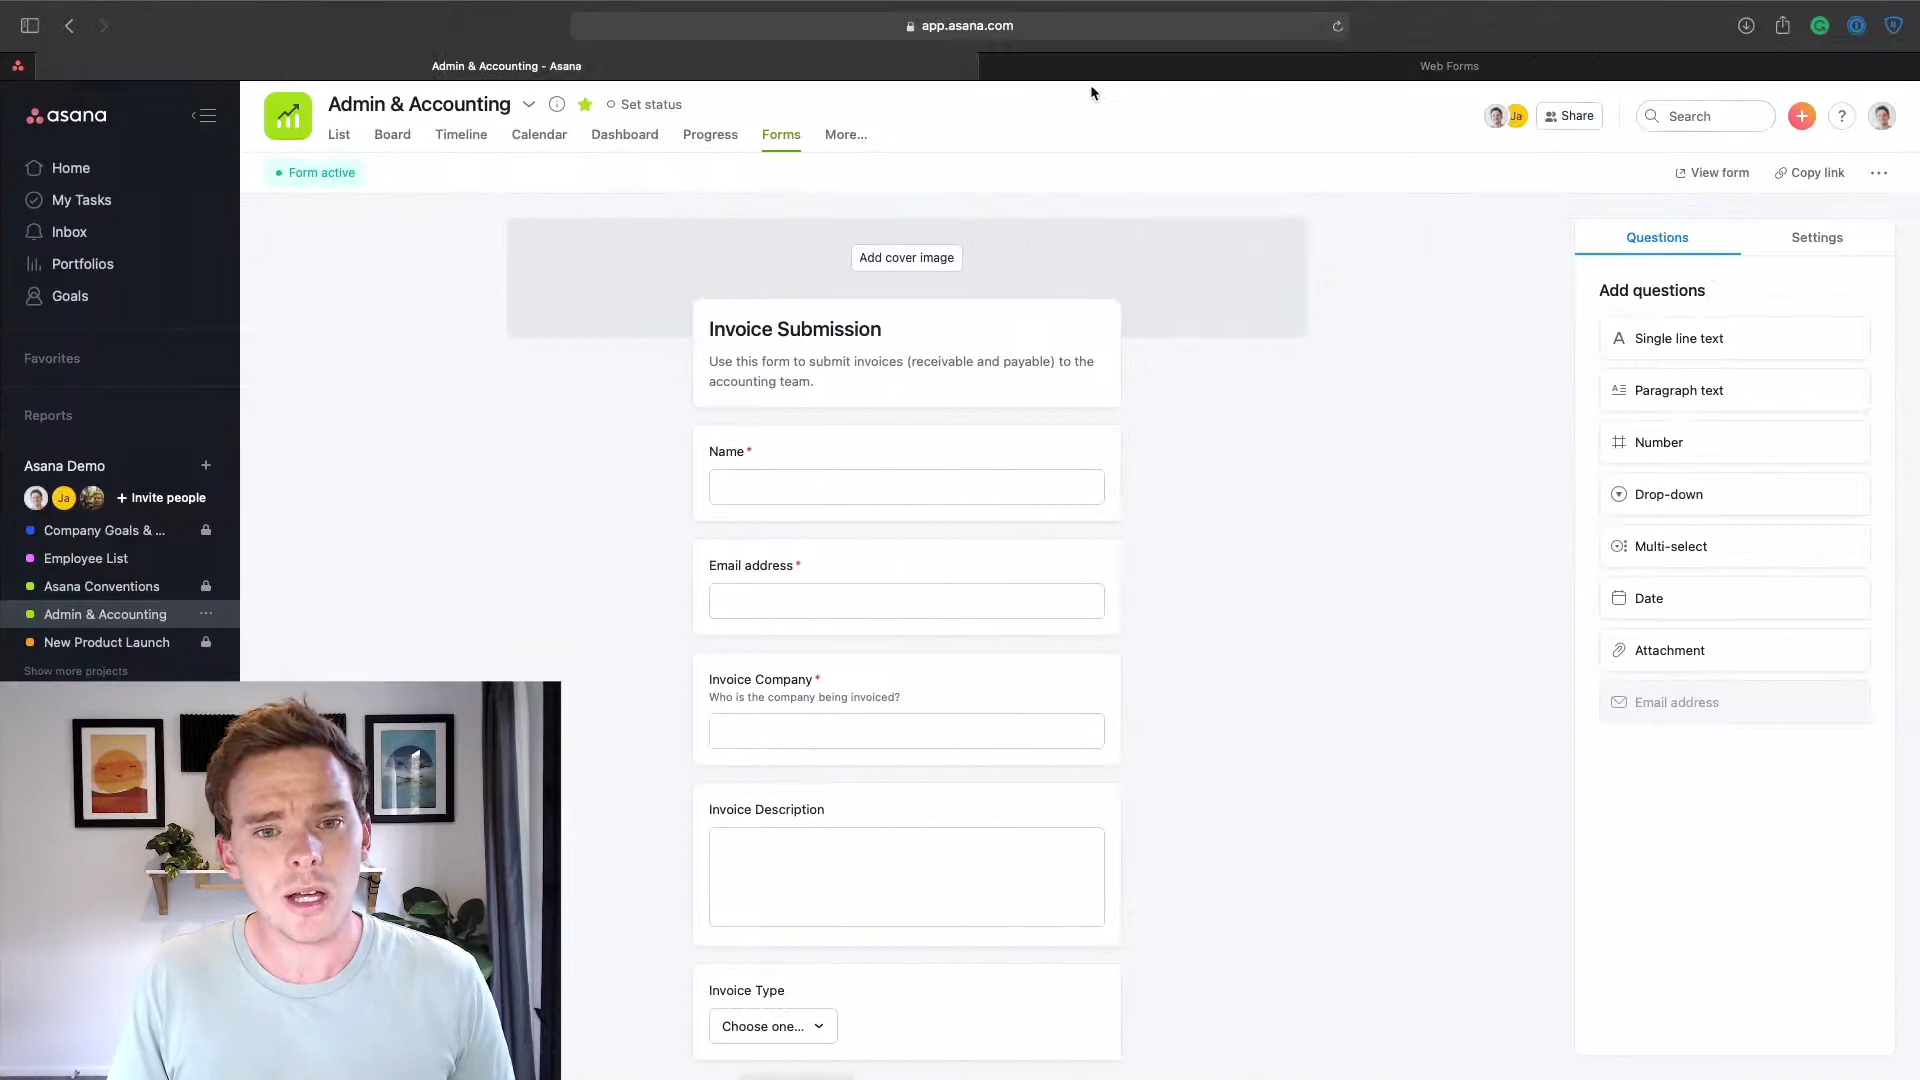 app.asana.com
Admin & Accounting - Asana
Web Forms
asana
Home
My Tasks
Inbox
Portfolios
Goals
Favorites
Reports
Asana Demo
Ja
Invite people
Company Goals & ...
Employee List
Asana Conventions
Admin & Accounting
New Product Launch
Show more projects
Admin & Accounting
Set status
List
Board
Timeline
Calendar
Dashboard
Progress
Forms
More...
Ja
Share
Search
?
Form active
View form
Copy link
Add cover image
Invoice Submission
Use this form to submit invoices (receivable and payable) to the
accounting team.
Name*
Email address*
Invoice Company*
Who is the company being invoiced?
Invoice Description
Invoice Type
Choose one...
Questions
Settings
Add questions
Single line text
Paragraph text
Number
Drop-down
Multi-select
Date
Attachment
Email address